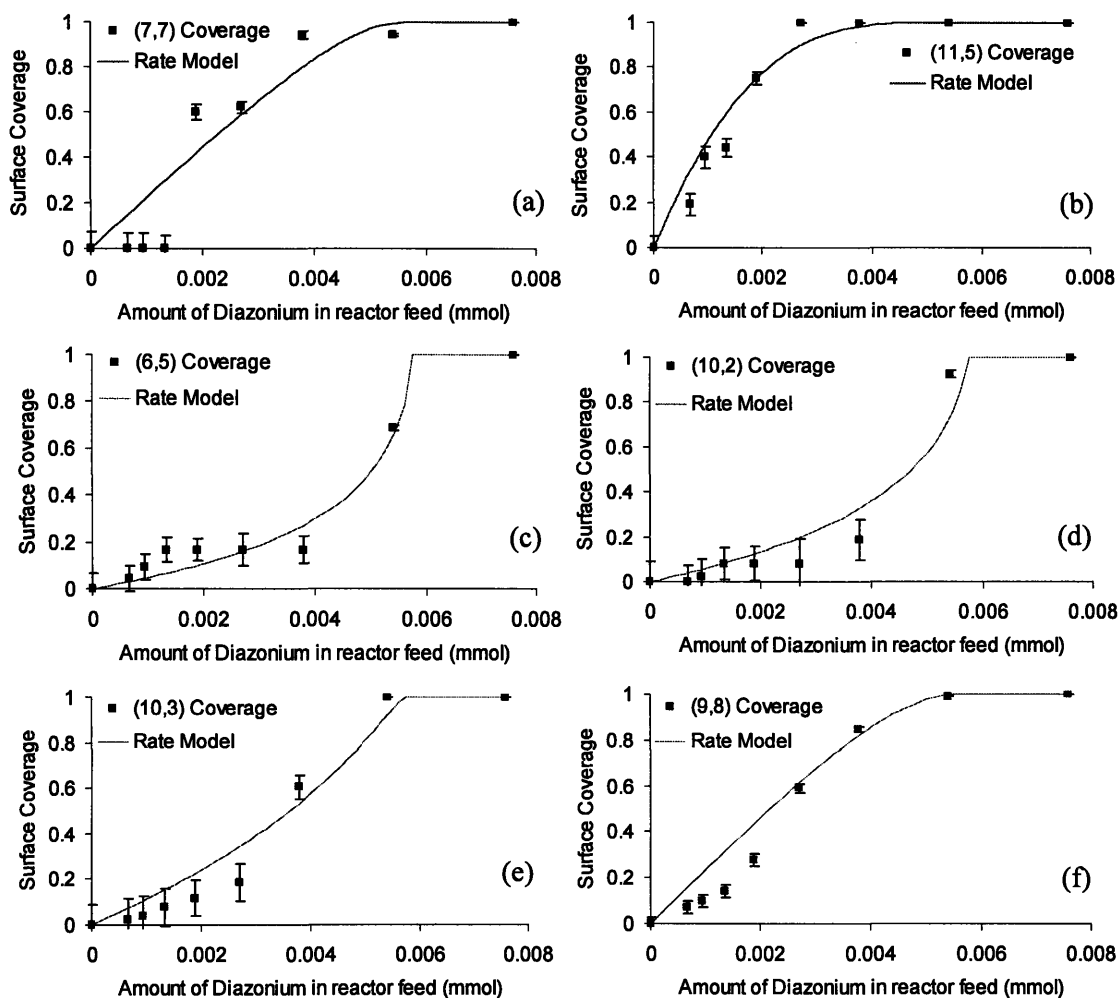 1
0.8
0.6
0.4
0.2
0
Surface Coverage
(7,7) Coverage
Rate Model
(a)
0 0.002 0.004 0.006 0.008
Amount of Diazonium in reactor feed (mmol)
1
0.8
0.6
0.4
0.2
0
Surface Coverage
(11,5) Coverage
Rate Model
(b)
0 0.002 0.004 0.006 0.008
Amount of Diazonium in reactor feed (mmol)
1
0.8
0.6
0.4
0.2
0
Surface Coverage
(6,5) Coverage
Rate Model
(c)
0 0.002 0.004 0.006 0.008
Amount of Diazonium in reactor feed (mmol)
1
0.8
0.6
0.4
0.2
0
Surface Coverage
(10,2) Coverage
Rate Model
(d)
0 0.002 0.004 0.006 0.008
Amount of Diazonium in reactor feed (mmol)
1
0.8
0.6
0.4
0.2
0
Surface Coverage
(10,3) Coverage
Rate Model
(e)
0 0.002 0.004 0.006 0.008
Amount of Diazonium in reactor feed (mmol)
1
0.8
0.6
0.4
0.2
0
Surface Coverage
(9,8) Coverage
Rate Model
(f)
0 0.002 0.004 0.006 0.008
Amount of Diazonium in reactor feed (mmol)